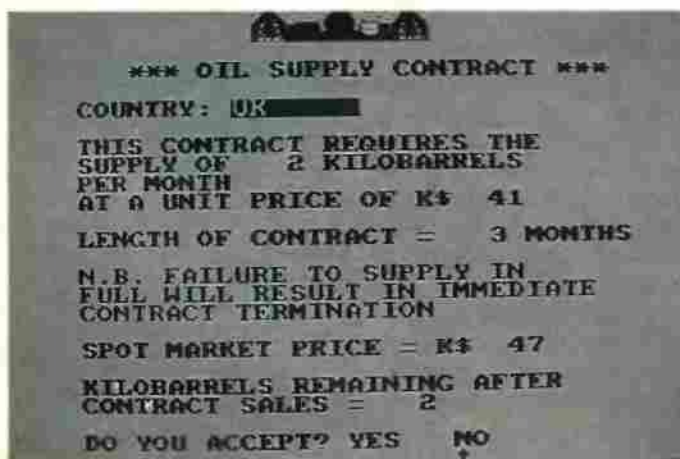 *** OIL SUPPLY CONTRACT ***
COUNTRY: UK
THIS CONTRACT REQUIRES THE
SUPPLY OF 2 KILOBARRELS
PER MONTH
AT A UNIT PRICE OF K$ 41
LENGTH OF CONTRACT = 3 MONTHS
N.B. FAILURE TO SUPPLY IN
FULL WILL RESULT IN IMMEDIATE
CONTRACT TERMINATION
SPOT MARKET PRICE = K$ 47
KILOBARRELS REMAINING AFTER
CONTRACT SALES = 2
DO YOU ACCEPT? YES NO